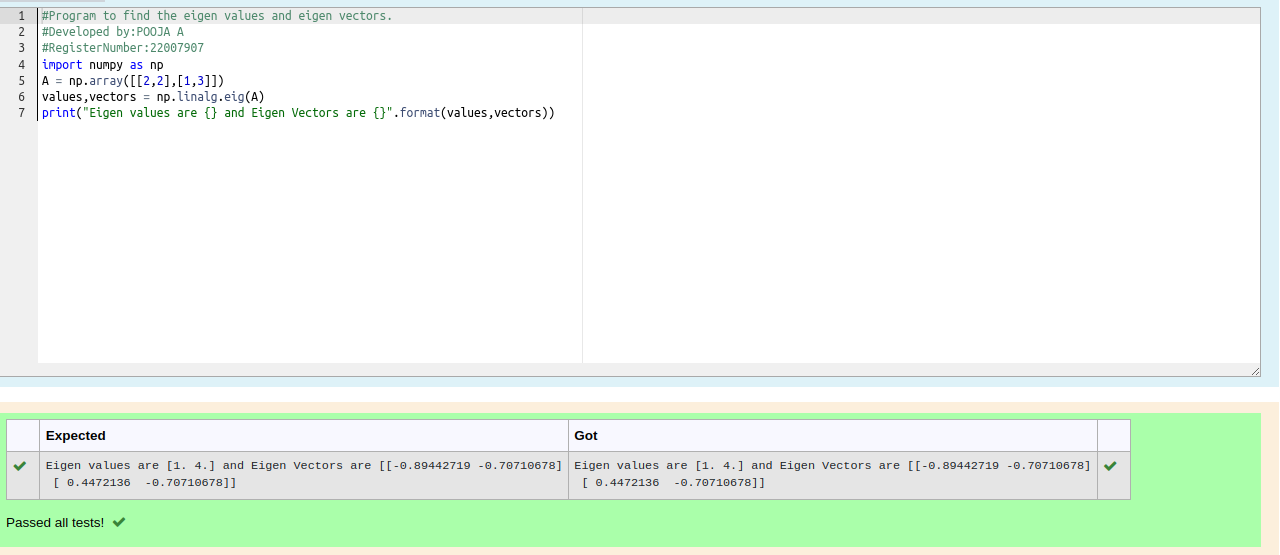 1 #Program to find the eigen values and eigen vectors.
2 #Developed by:POOJA A
3 #RegisterNumber:22007907
4 import numpy as np
5 A = np.array([[2,2],[1,3]])
6 values,vectors = np.linalg.eig(A)
7 print("Eigen values are {} and Eigen Vectors are {}".format(values,vectors))
Expected Got
Eigen values are [1. 4.] and Eigen Vectors are [[-0.89442719 -0.70710678] Eigen values are [1. 4.] and Eigen Vectors are [[-0.89442719 -0.70710678]
[ 0.4472136  -0.70710678]] [ 0.4472136  -0.70710678]]
Passed all tests!